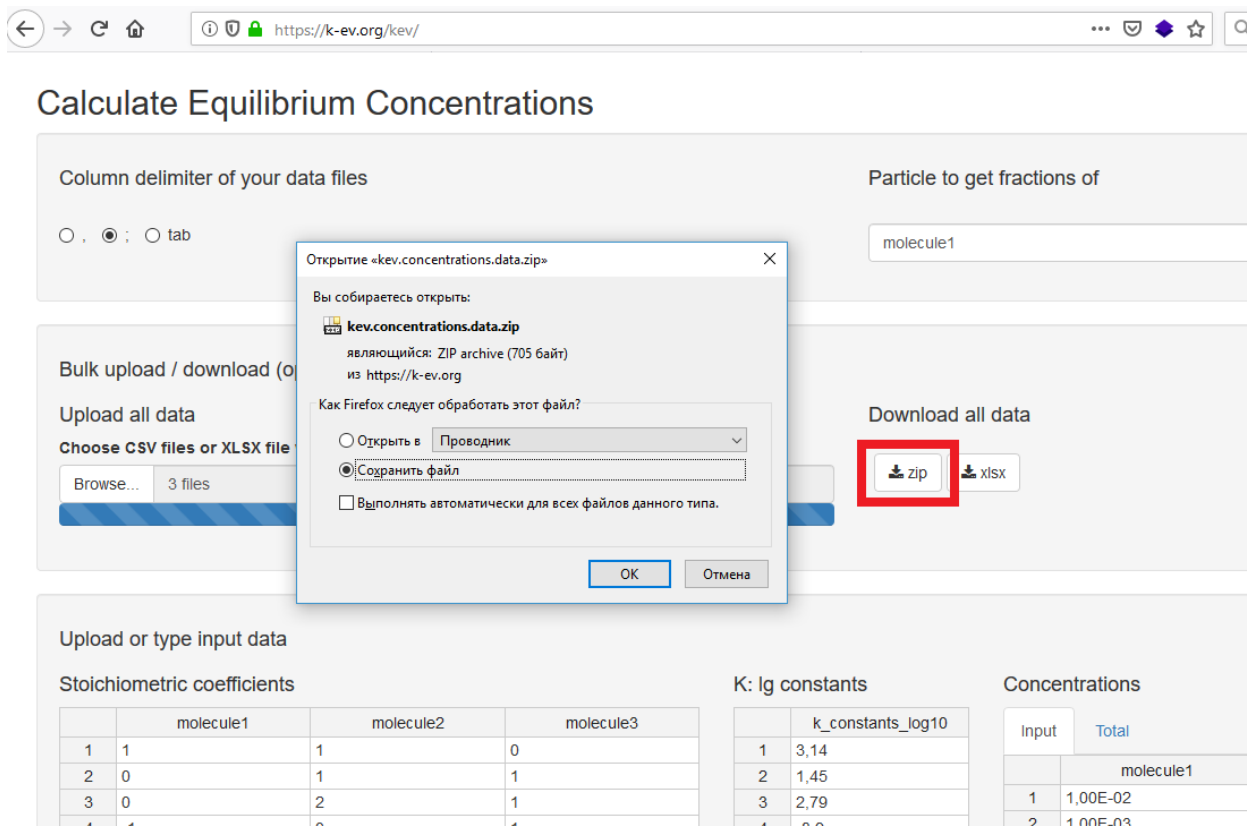 https://k-ev.org/kev/
Calculate Equilibrium Concentrations
Column delimiter of your data files
Particle to get fractions of
, ; tab
molecule1
Открытие «kev.concentrations.data.zip»
Вы собираетесь открыть:
kev.concentrations.data.zip
являющийся: ZIP archive (705 байт)
из https://k-ev.org
Как Firefox следует обработать этот файл?
Открыть в Проводник
Сохранить файл
Выполнять автоматически для всех файлов данного типа.
OK Отмена
Bulk upload / download
Upload all data
Choose CSV files or XLSX file
Browse... 3 files
Download all data
zip xlsx
Upload or type input data
Stoichiometric coefficients
molecule1 molecule2 molecule3
1 1 1 0
2 0 1 1
3 0 2 1
K: lg constants
k_constants_log10
1 3,14
2 1,45
3 2,79
Concentrations
Input Total
molecule1
1 1,00E-02
2 1,00E-03